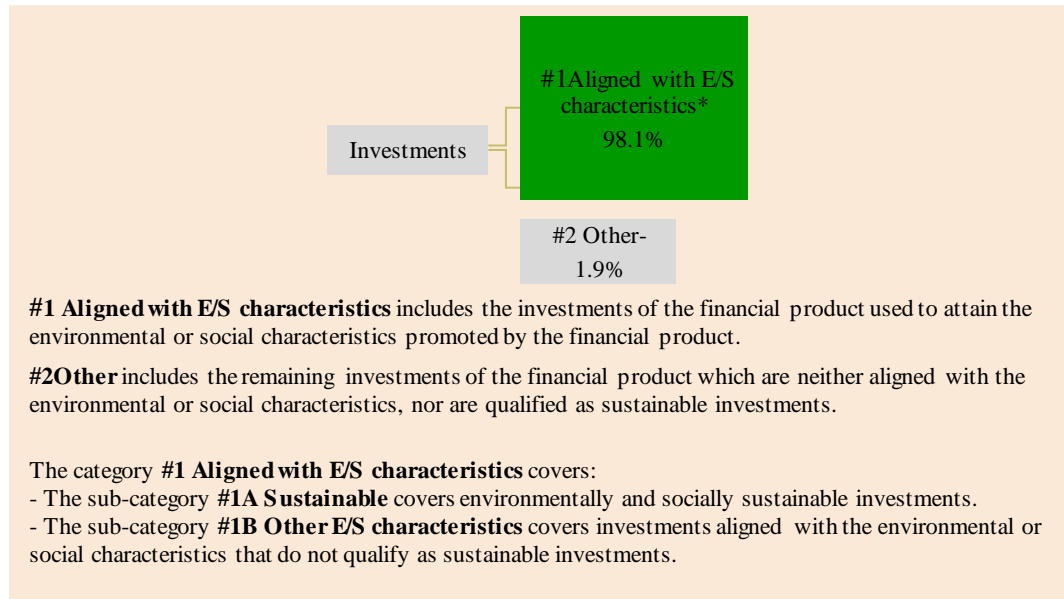 #1Aligned with E/S
characteristics*
98.1%
Investments
#2 Other-
1.9%
#1 Aligned with E/S characteristics includes the investments of the financial product used to attain the
environmental or social characteristics promoted by the financial product.
#2Other includes the remaining investments of the financial product which are neither aligned with the
environmental or social characteristics, nor are qualified as sustainable investments.
The category #1 Aligned with E/S characteristics covers:
- The sub-category #1A Sustainable covers environmentally and socially sustainable investments.
- The sub-category #1B Other E/S characteristics covers investments aligned with the environmental or
social characteristics that do not qualify as sustainable investments.